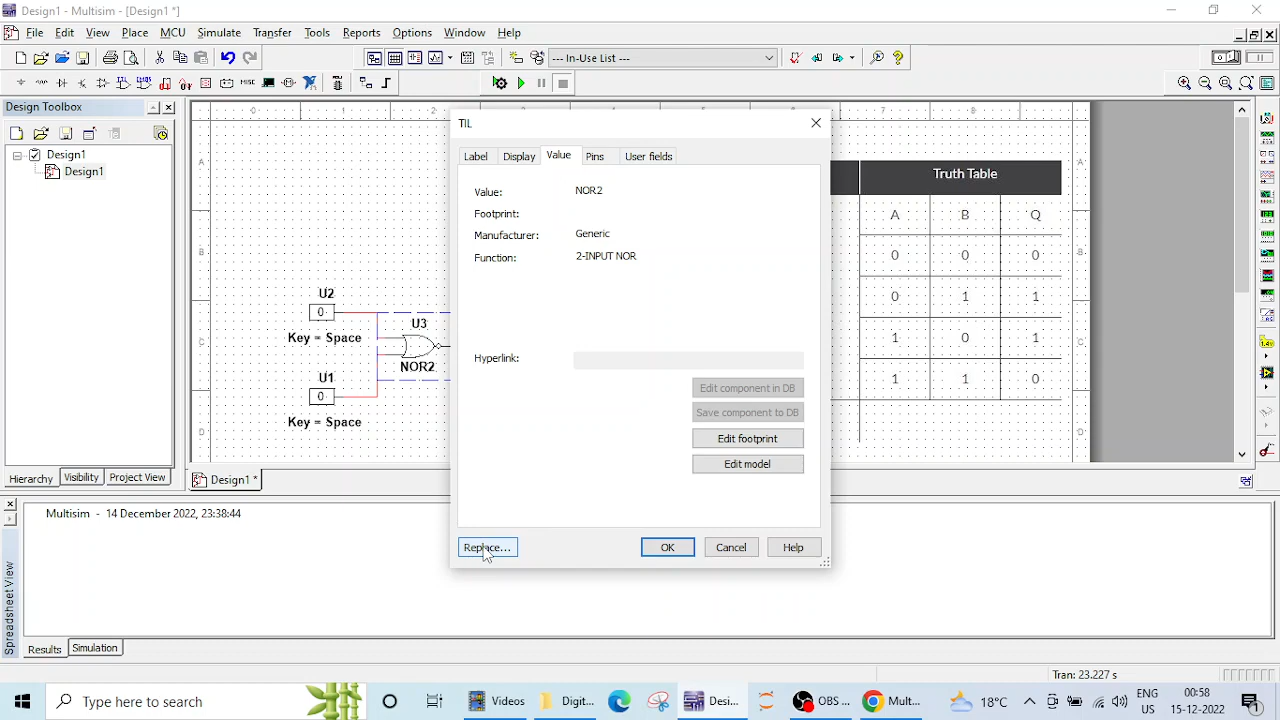 Design1 - Multisim - [Design1 *]
File Edit View Place MCU Simulate Transfer Tools Reports Options Window Help
--- In-Use List ---
Design Toolbox
Design1
Design1
Hierarchy Visibility Project View
0 1 2 7 8
A
B
C
D
U2
0
Key = Space
U1
0
Key = Space
U3
NOR2
TIL
Label Display Value Pins User fields
Value: NOR2
Footprint:
Manufacturer: Generic
Function: 2-INPUT NOR
Hyperlink:
Edit component in DB
Save component to DB
Edit footprint
Edit model
Replace... OK Cancel Help
Truth Table
A B Q
0 0 0
0 1 1
1 0 1
1 1 0
A
B
C
D
Design1 *
Multisim - 14 December 2022, 23:38:44
Spreadsheet View
Results Simulation
Tran: 23.227 s
Type here to search
Videos
Digit...
Desi...
OBS ...
Mult...
18°C
ENG
US
00:58
15-12-2022
1